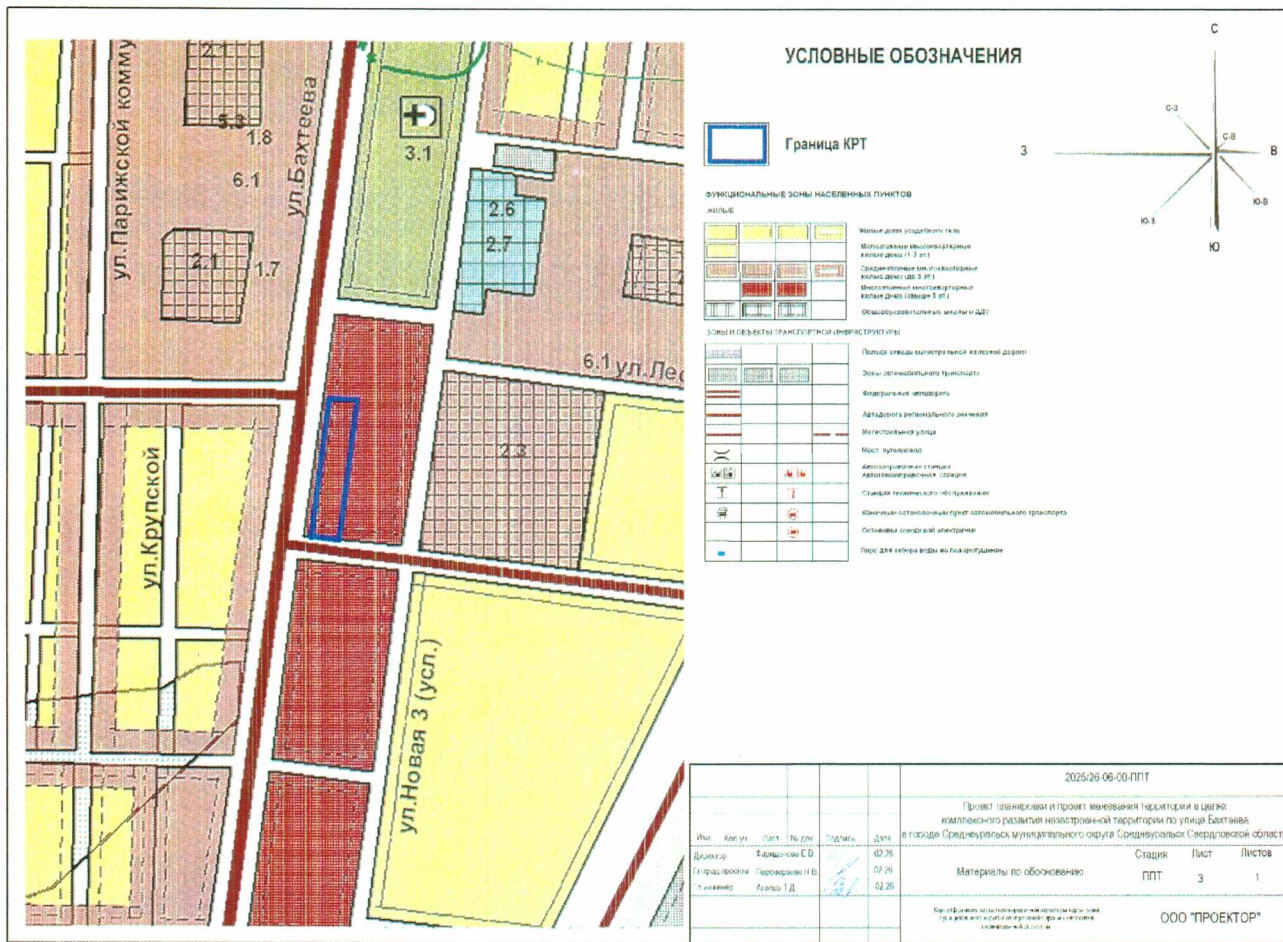 УСЛОВНЫЕ ОБОЗНАЧЕНИЯ
Граница КРТ
С
С-З
С-В
З
В
Ю-З
Ю-В
Ю
ФУНКЦИОНАЛЬНЫЕ ЗОНЫ НАСЕЛЕННЫХ ПУНКТОВ
ЖИЛЫЕ
Жилые дома усадебного типа
Малоэтажные многоквартирные
жилые дома (1-3 эт.)
Среднеэтажные многоквартирные
жилые дома (до 5 эт.)
Многоэтажные многоквартирные
жилые дома (свыше 5 эт.)
Общеобразовательные школы и ДДУ
ЗОНЫ И ОБЪЕКТЫ ТРАНСПОРТНОЙ ИНФРАСТРУКТУРЫ
Полоса отвода магистральной железной дороги
Зоны автомобильного транспорта
Федеральная автодорога
Автодорога регионального значения
Магистральная улица
Мост, путепровод
Автозаправочная станция
Автогазозаправочная станция
Станция технического обслуживания
Конечный остановочный пункт автомобильного транспорта
Остановка городской электрички
Пирс для забора воды на пожаротушение
ул.Парижской комму
ул.Бахтеева
2.1
5.3
1.8
6.1
2.1
1.7
3.1
2.6
2.7
6.1 ул.Лес
2.3
ул.Крупской
ул.Новая 3 (усл.)
2025/26-06-00-ППТ
Проект планировки и проект межевания территории в целях
комплексного развития незастроенной территории по улице Бахтеева
в городе Среднеуральск муниципального округа Среднеуральск Свердловской област
Изм. Кол.уч Лист № док Подпись Дата
Директор 02.26
02.26
Гл.инженер 02.26
Материалы по обоснованию
Стадия Лист Листов
ППТ 3 1
ООО "ПРОЕКТОР"